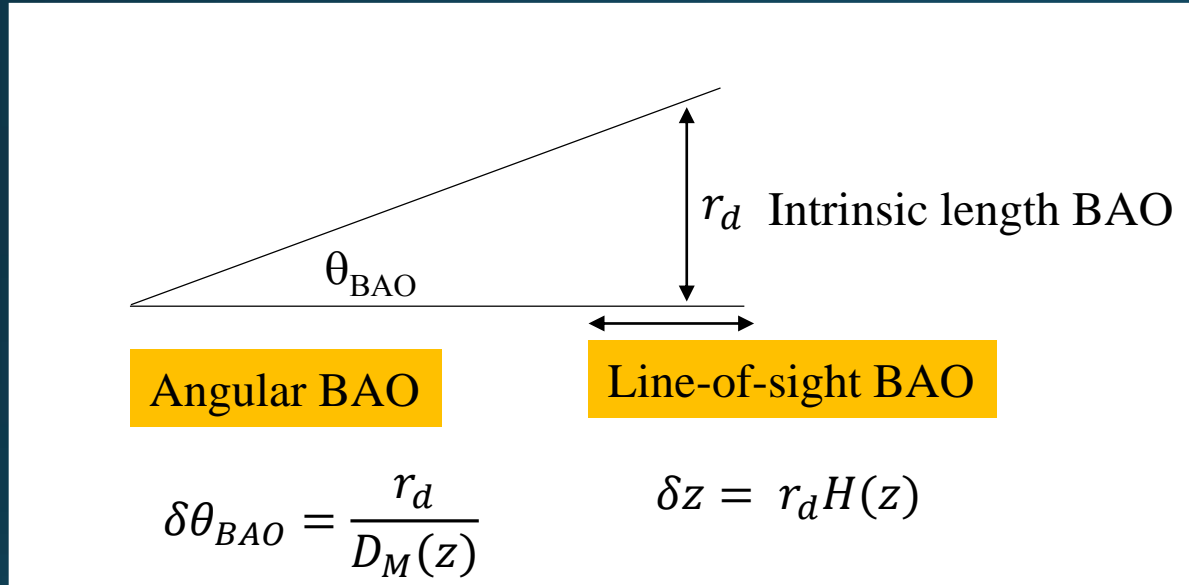 r_d Intrinsic length BAO
θ_BAO
Angular BAO
Line-of-sight BAO
δθ_BAO = r_d / D_M(z)
δz = r_d H(z)